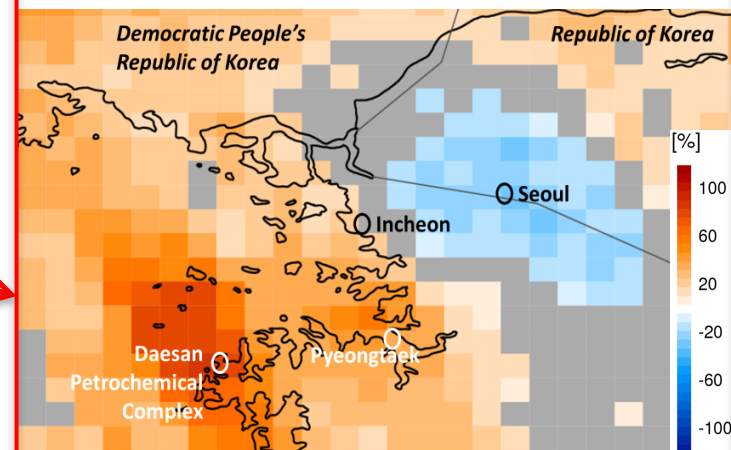 Democratic People's
Republic of Korea
Republic of Korea
[%]
100
60
20
-20
-60
-100
Seoul
Incheon
Pyeongtaek
Daesan
Petrochemical
Complex